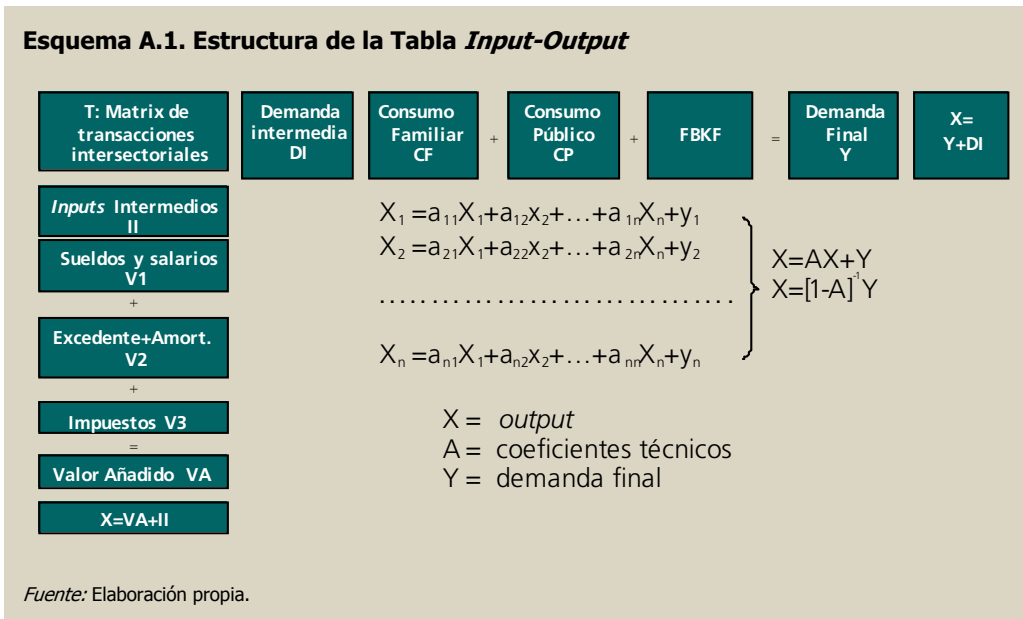 Esquema A.1. Estructura de la Tabla Input-Output
T: Matrix de
transacciones
intersectoriales
Demanda
intermedia
DI
Consumo
Familiar
CF
+
Consumo
Público
CP
+
FBKF
=
Demanda
Final
Y
X=
Y+DI
Inputs Intermedios
II
Sueldos y salarios
V1
+
Excedente+Amort.
V2
+
Impuestos V3
=
Valor Añadido VA
X=VA+II
X₁ =a₁₁X₁+a₁₂x₂+…+a₁ₙXₙ+y₁
X₂ =a₂₁X₁+a₂₂x₂+…+a₂ₙXₙ+y₂
.....................................
Xₙ =aₙ₁X₁+aₙ₂x₂+…+aₙₙXₙ+yₙ
X=AX+Y
X=[1-A]⁻¹Y
X = output
A = coeficientes técnicos
Y = demanda final
Fuente: Elaboración propia.